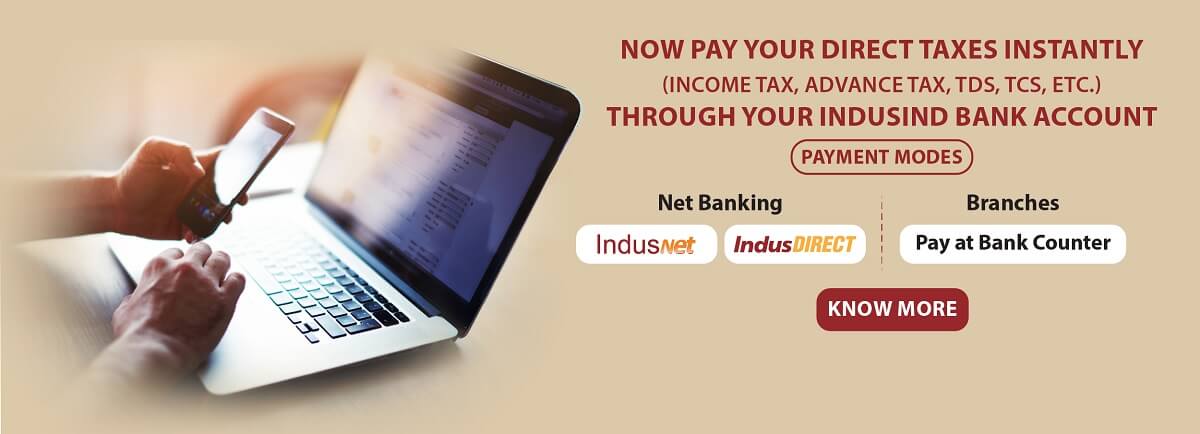 NOW PAY YOUR DIRECT TAXES INSTANTLY
(INCOME TAX, ADVANCE TAX, TDS, TCS, ETC.)
THROUGH YOUR INDUSIND BANK ACCOUNT
PAYMENT MODES
Net Banking
IndusNet
IndusDIRECT
Branches
Pay at Bank Counter
KNOW MORE